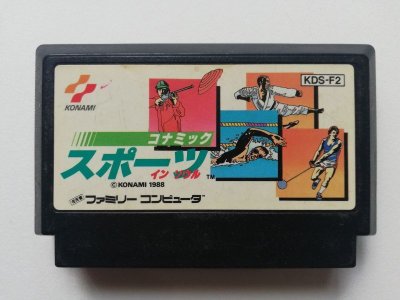 KONAMI
KDS-F2
コナミック
スポーツ
イン ソウル
TM
©KONAMI 1988
ファミリー コンピュータ